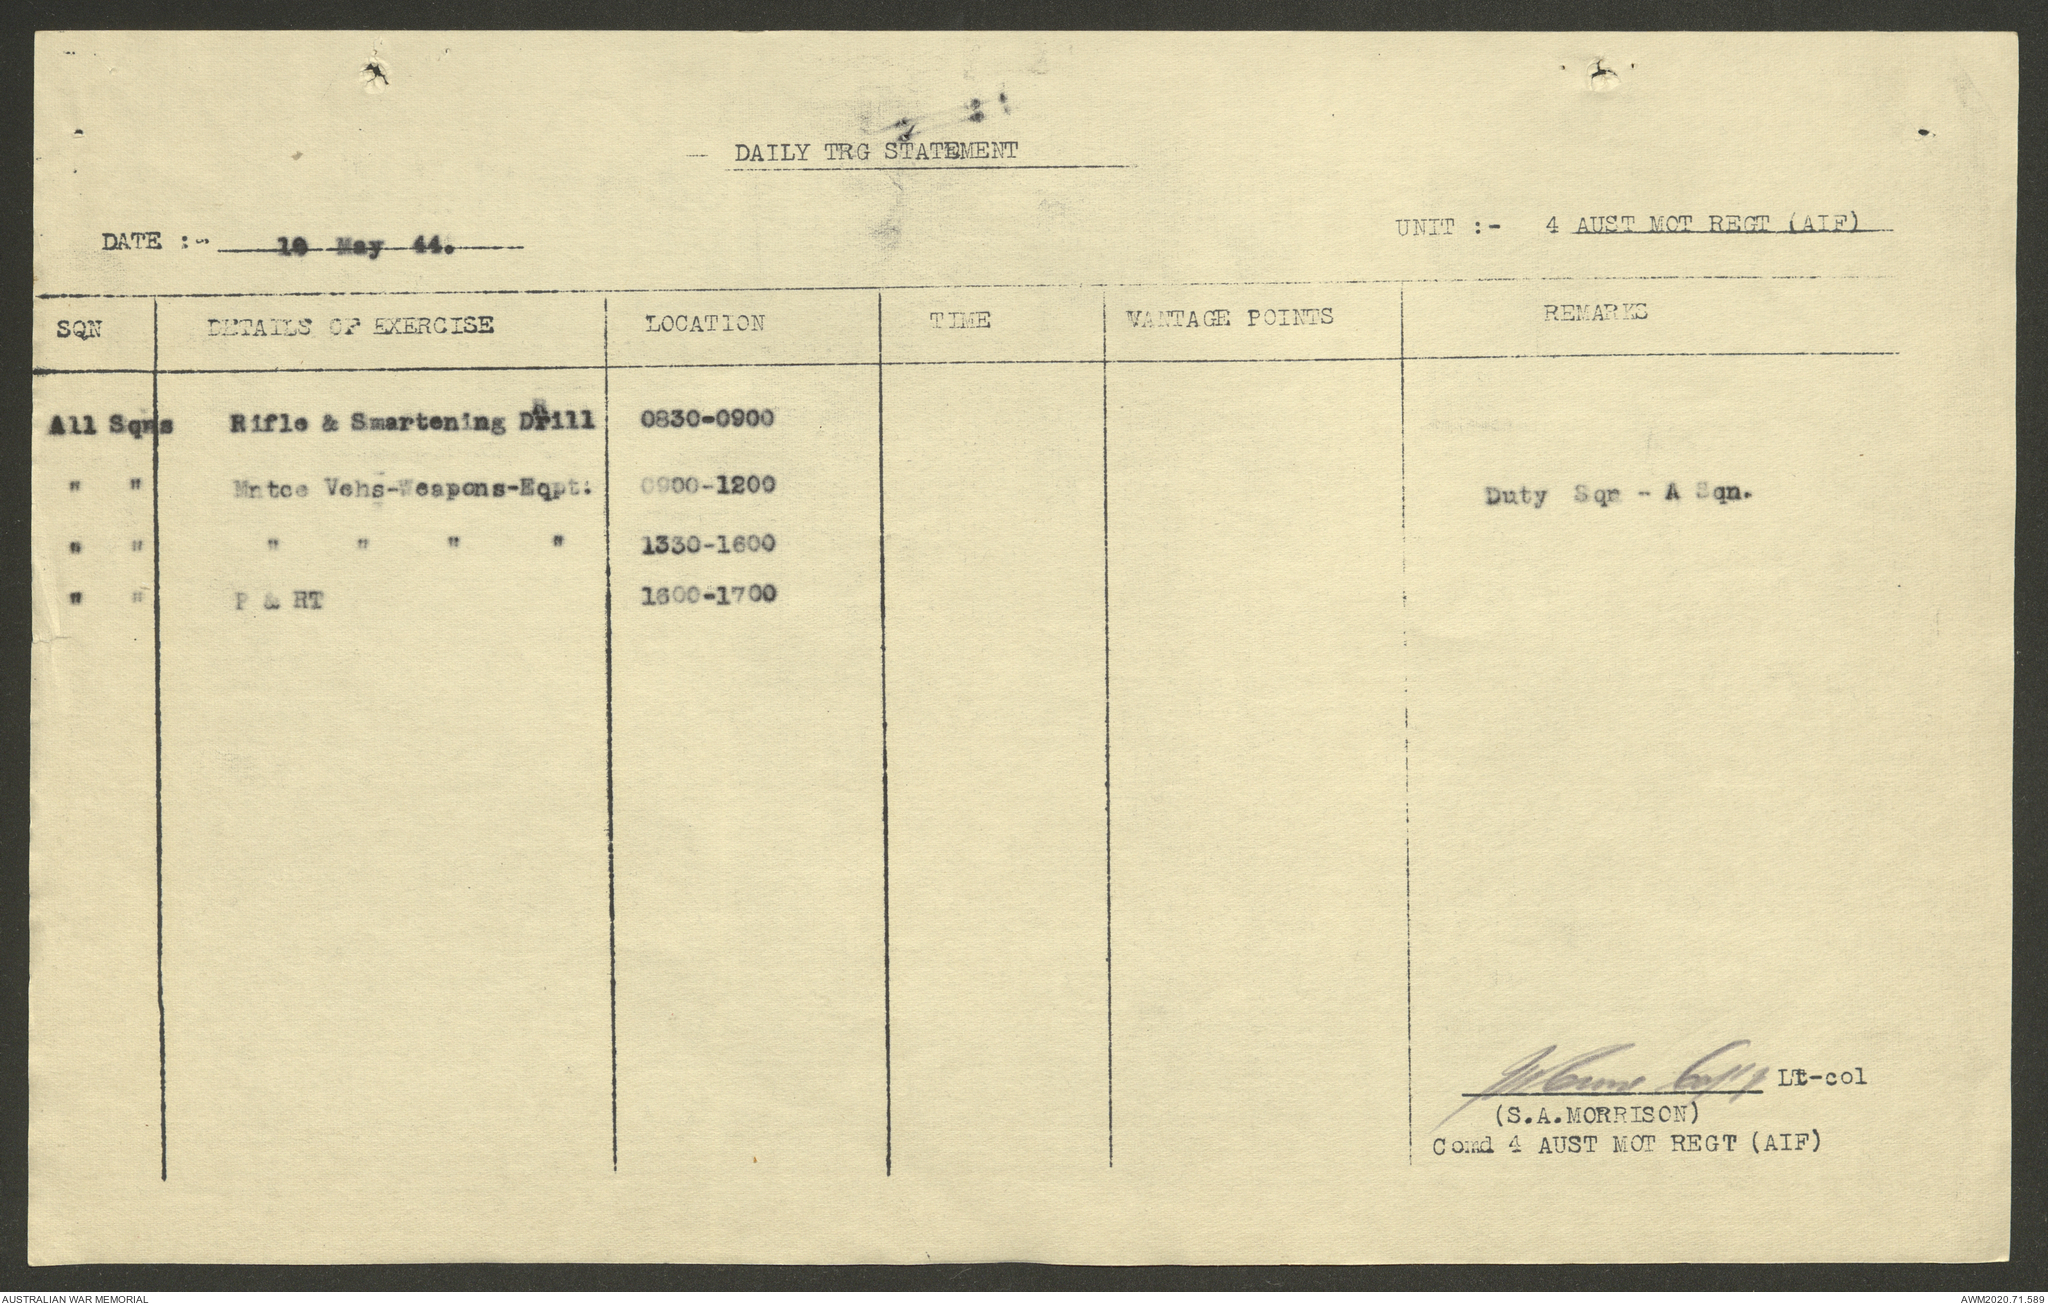 DAILY TRG STATEMENT
DATE :- 10 May 44.
UNIT :- 4 AUST MOT REGT (AIF)
SQN DETAILS OF EXERCISE LOCATION TIME VANTAGE POINTS REMARKS
All Sqns Rifle & Smartening Drill 0830-0900
" " Mntce Vehs-Weapons-Eqpt. 0900-1200 Duty Sqn - A Sqn.
" " " " " " 1330-1600
" " P & RT 1600-1700
Lt-col
(S.A.MORRISON)
Comd 4 AUST MOT REGT (AIF)
AUSTRALIAN WAR MEMORIAL
AWM2020.71.589